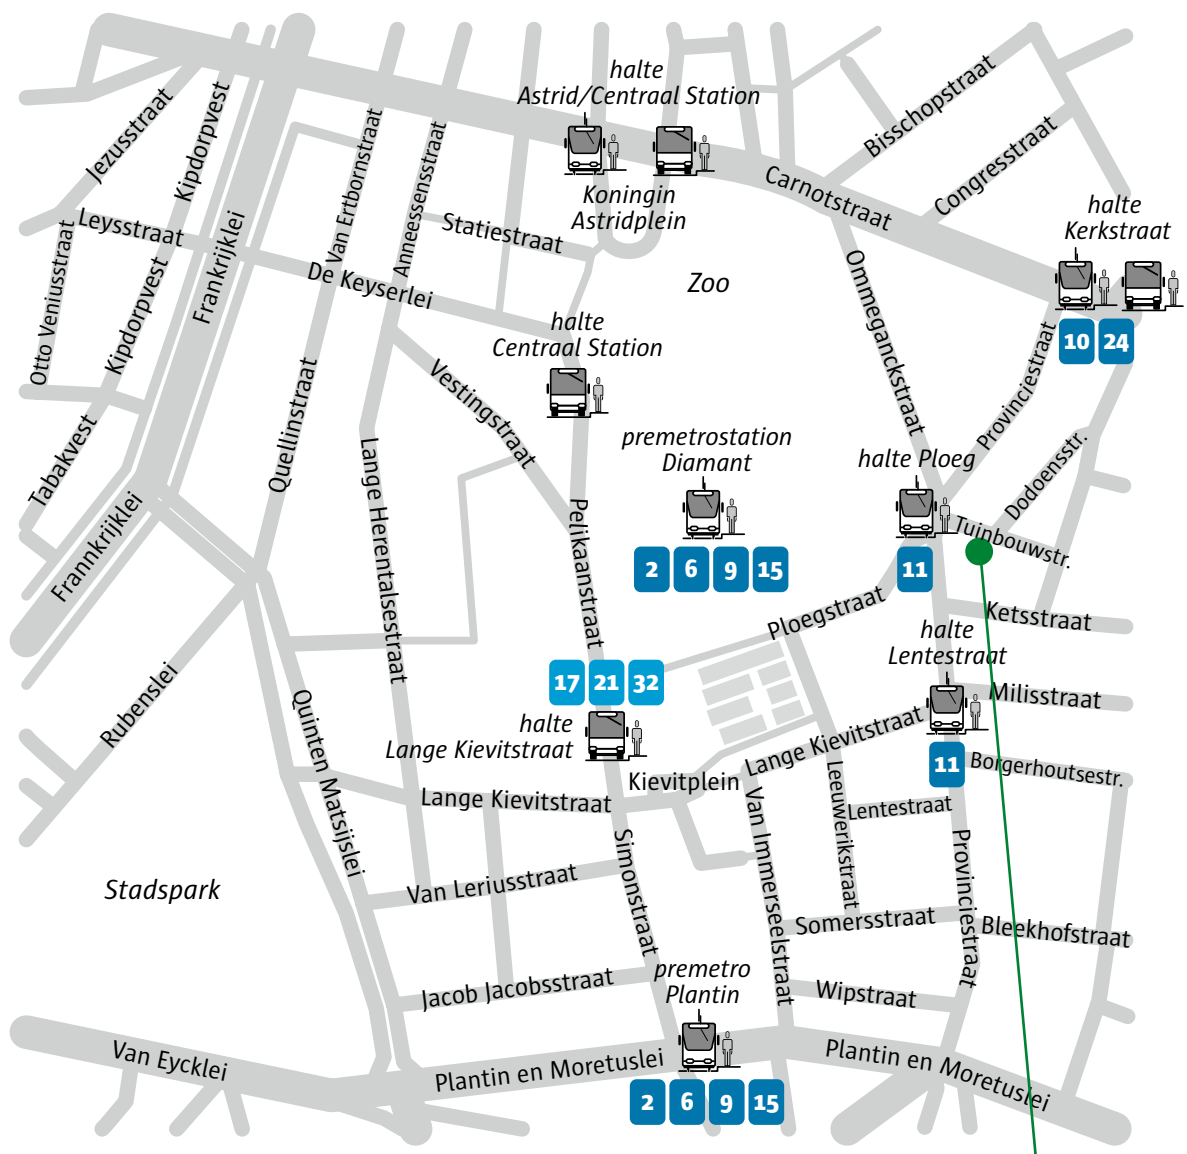 halte
Astrid/Centraal Station
Koningin
Astridplein
Bisschopstraat
Congresstraat
Carnotstraat
halte
Kerkstraat
10
24
Jezusstraat
Kipdorpvest
Leysstraat
Otto Veniusstraat
Kipdorpvest
Frankrijklei
Van Ertbornstraat
Anneessensstraat
Statiestraat
De Keyserlei
Zoo
Ommeganckstraat
Provinciestraat
halte
Centraal Station
Vestingstraat
Quellinstraat
Tabakvest
Frannkrijklei
Lange Herentalsestraat
Pelikaanstraat
premetrostation
Diamant
2
6
9
15
halte Ploeg
11
Dodoensstr.
Tuinbouwstr.
Ploegstraat
Ketsstraat
halte
Lentestraat
Milisstraat
11
Borgerhoutsestr.
Rubenslei
Quinten Matsijslei
17
21
32
halte
Lange Kievitstraat
Kievitplein
Lange Kievitstraat
Lange Kievitstraat
Leeuwerikstraat
Lentestraat
Van Immerseelstraat
Simonstraat
Provinciestraat
Stadspark
Van Leriusstraat
Somersstraat
Bleekhofstraat
Jacob Jacobsstraat
premetro
Plantin
Wipstraat
Van Eycklei
Plantin en Moretuslei
Plantin en Moretuslei
2
6
9
15